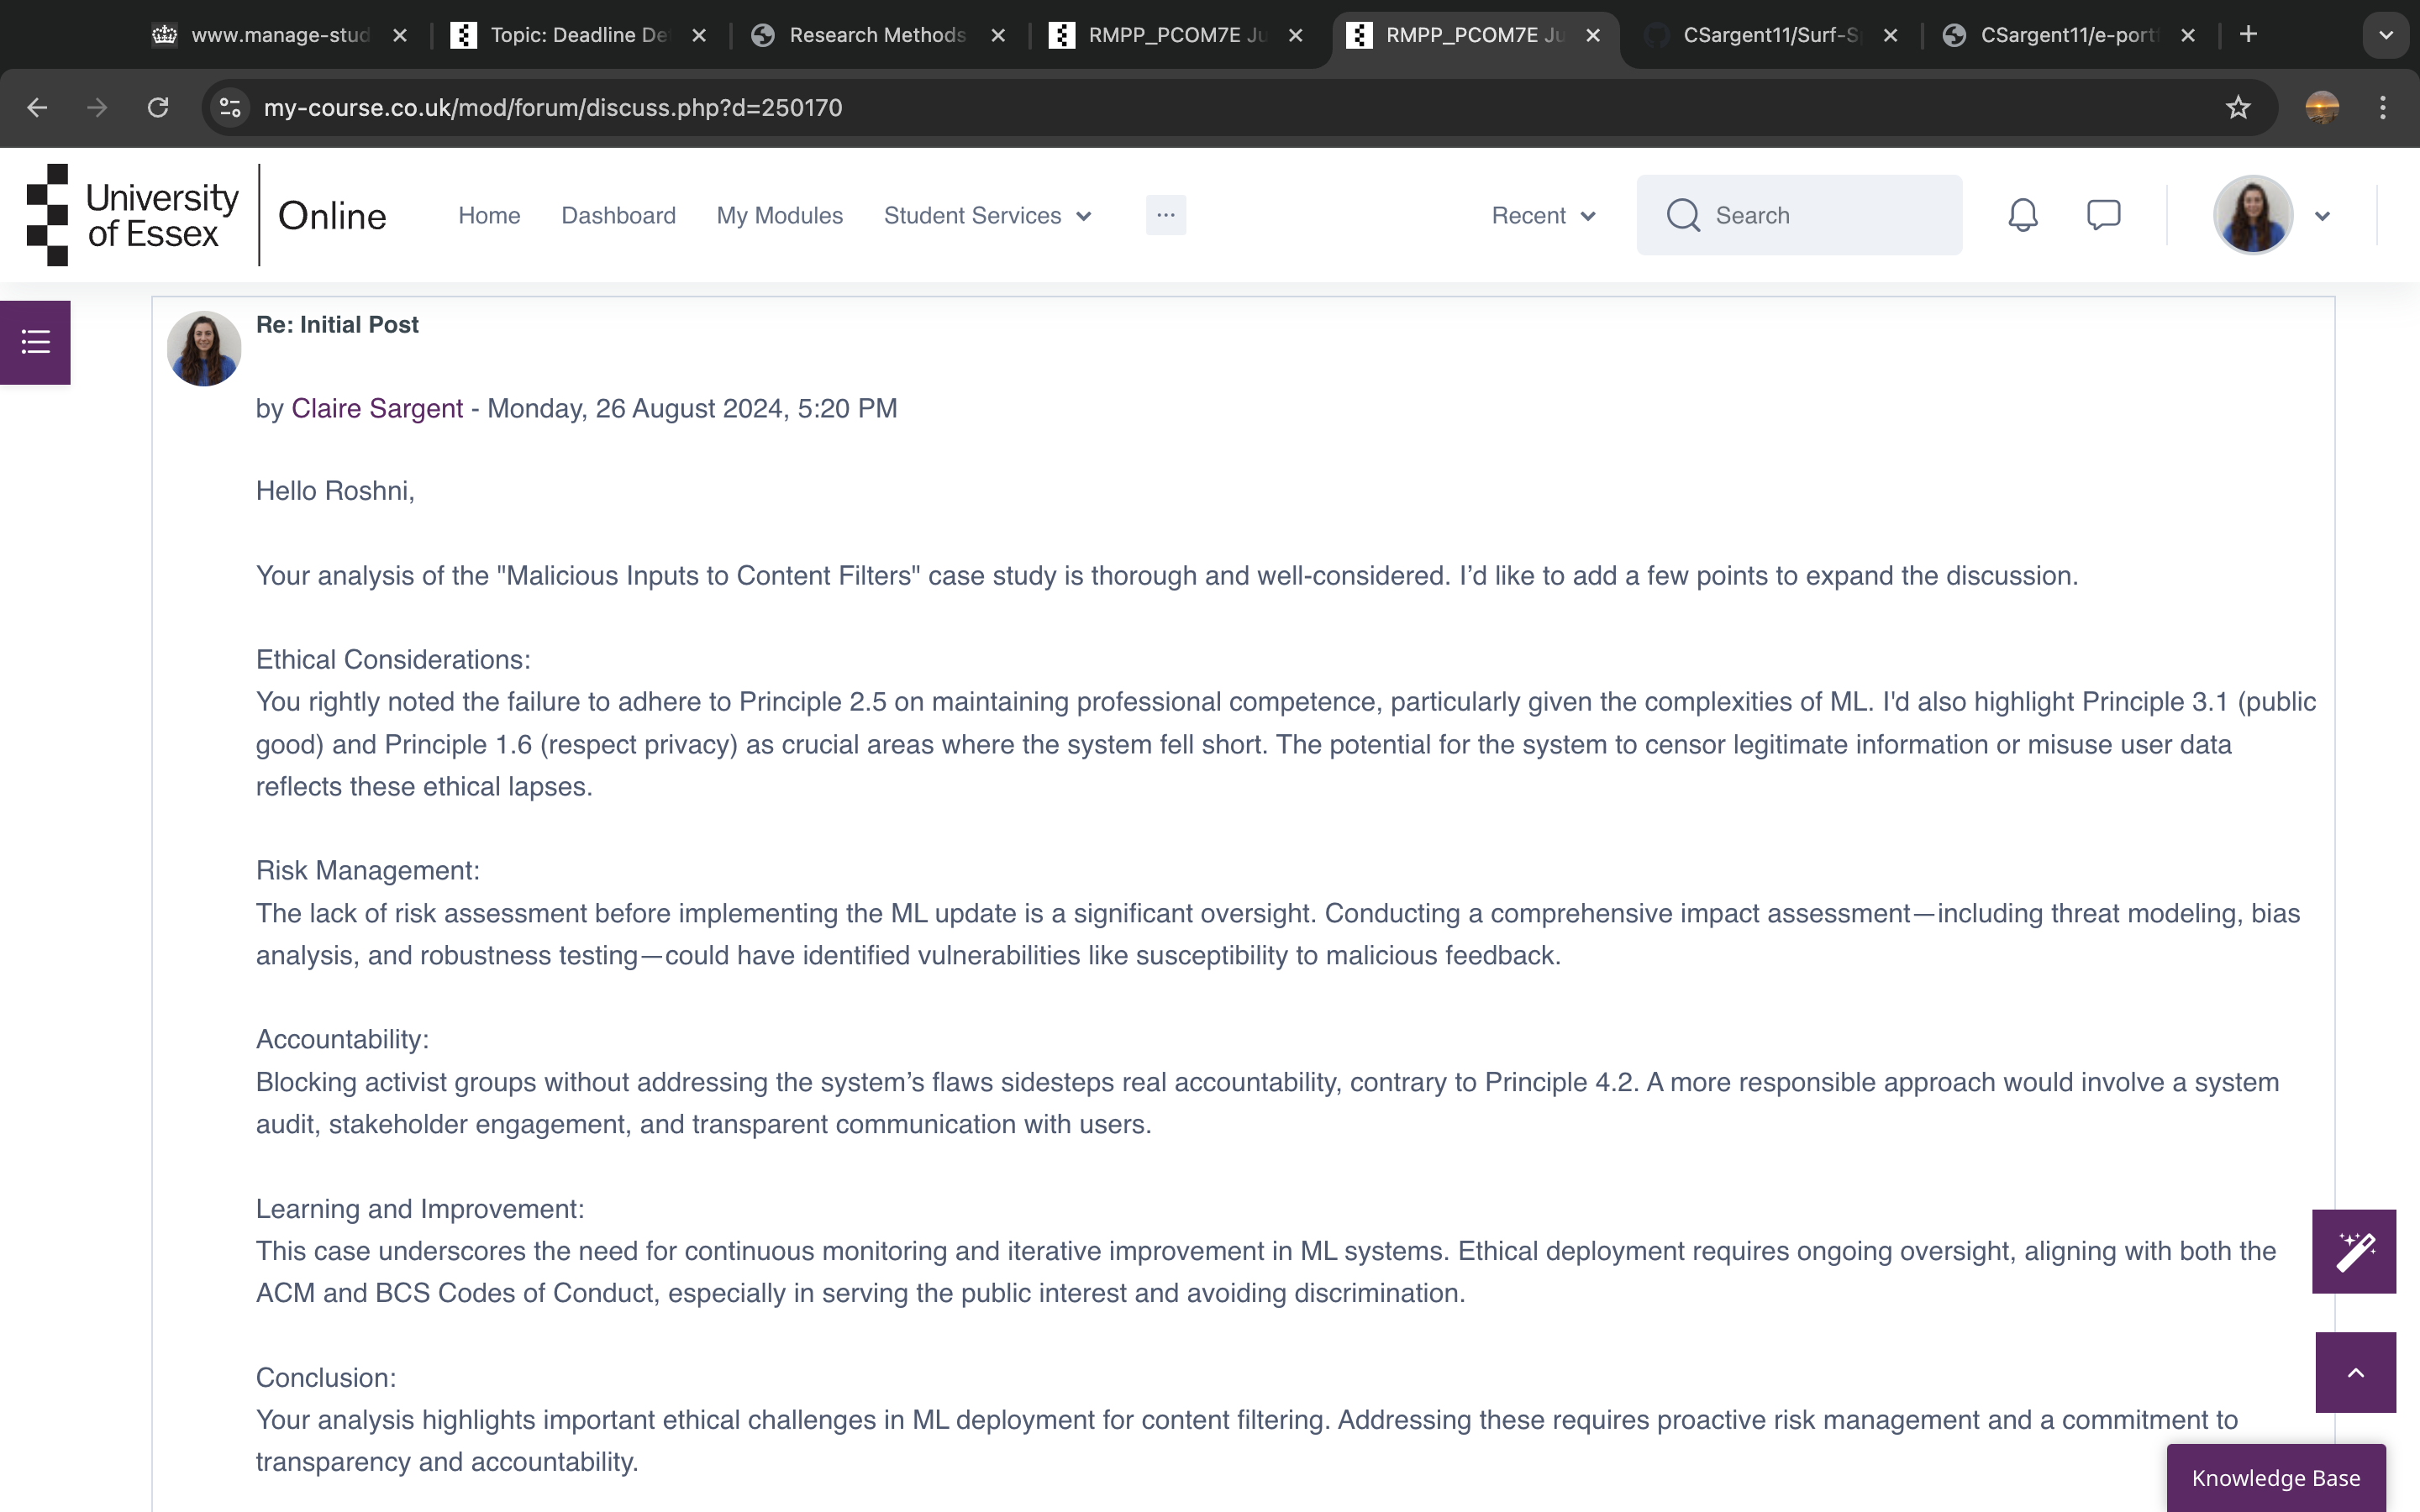 www.manage-stud
Topic: Deadline De
Research Methods
RMPP_PCOM7E Ju
RMPP_PCOM7E Ju
CSargent11/Surf-S
CSargent11/e-port
my-course.co.uk/mod/forum/discuss.php?d=250170
University of Essex
Online
Home
Dashboard
My Modules
Student Services
Recent
Search
Re: Initial Post
by Claire Sargent - Monday, 26 August 2024, 5:20 PM
Hello Roshni,
Your analysis of the "Malicious Inputs to Content Filters" case study is thorough and well-considered. I’d like to add a few points to expand the discussion.
Ethical Considerations:
You rightly noted the failure to adhere to Principle 2.5 on maintaining professional competence, particularly given the complexities of ML. I'd also highlight Principle 3.1 (public
good) and Principle 1.6 (respect privacy) as crucial areas where the system fell short. The potential for the system to censor legitimate information or misuse user data
reflects these ethical lapses.
Risk Management:
The lack of risk assessment before implementing the ML update is a significant oversight. Conducting a comprehensive impact assessment—including threat modeling, bias
analysis, and robustness testing—could have identified vulnerabilities like susceptibility to malicious feedback.
Accountability:
Blocking activist groups without addressing the system’s flaws sidesteps real accountability, contrary to Principle 4.2. A more responsible approach would involve a system
audit, stakeholder engagement, and transparent communication with users.
Learning and Improvement:
This case underscores the need for continuous monitoring and iterative improvement in ML systems. Ethical deployment requires ongoing oversight, aligning with both the
ACM and BCS Codes of Conduct, especially in serving the public interest and avoiding discrimination.
Conclusion:
Your analysis highlights important ethical challenges in ML deployment for content filtering. Addressing these requires proactive risk management and a commitment to
transparency and accountability.
Knowledge Base